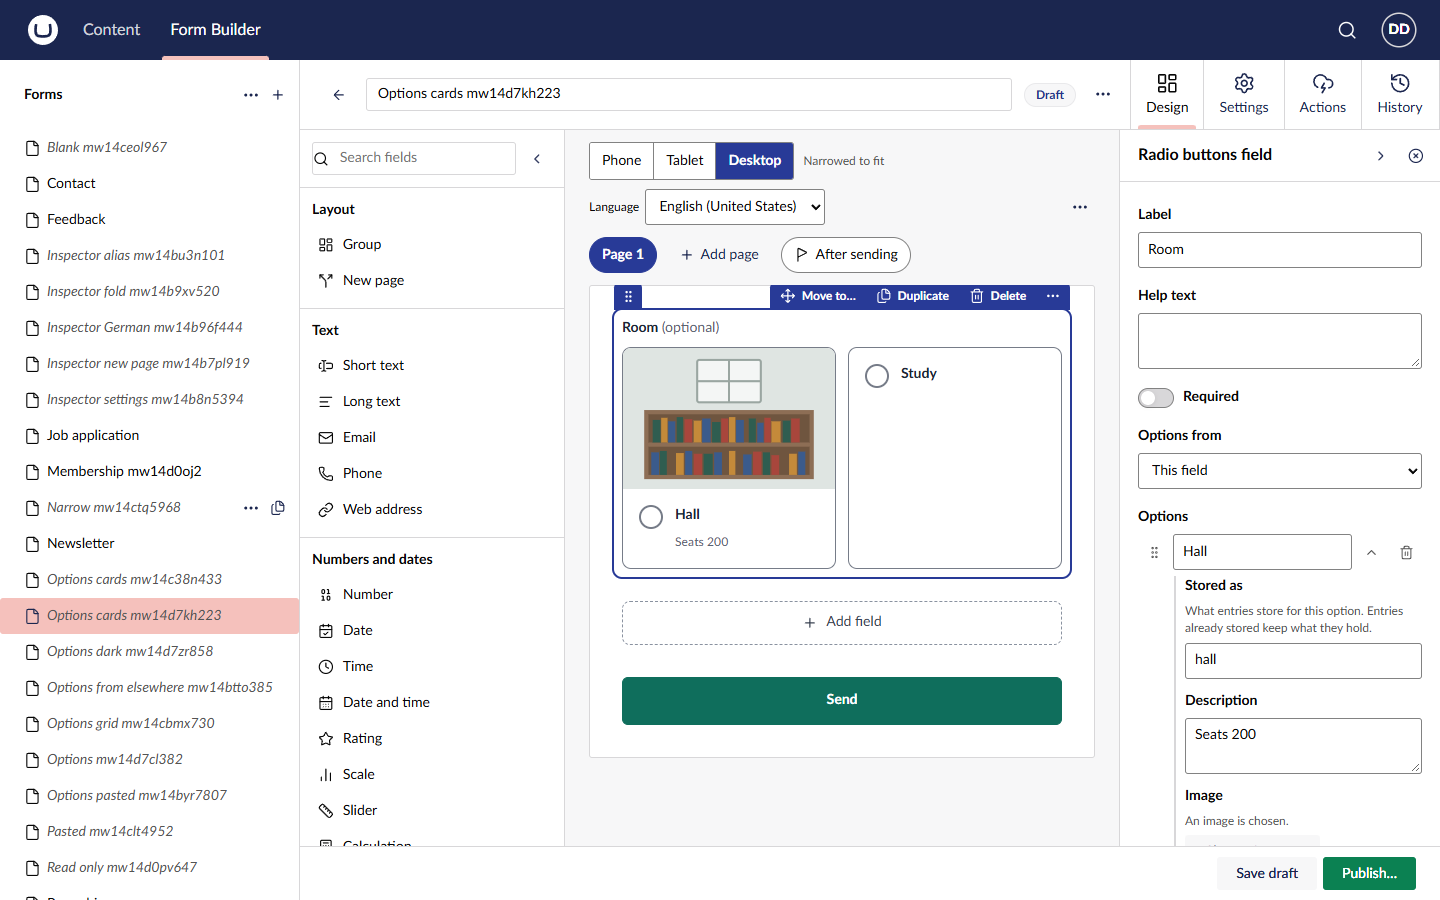 Content
Form Builder
DD
Forms
Blank mw14ceol967
Contact
Feedback
Inspector alias mw14bu3n101
Inspector fold mw14b9xv520
Inspector German mw14b96f444
Inspector new page mw14b7pl919
Inspector settings mw14b8n5394
Job application
Membership mw14d0oj2
Narrow mw14ctq5968
Newsletter
Options cards mw14c38n433
Options cards mw14d7kh223
Options dark mw14d7zr858
Options from elsewhere mw14btto385
Options grid mw14cbmx730
Options mw14d7cl382
Options pasted mw14byr7807
Pasted mw14clt4952
Read only mw14d0pv647
Options cards mw14d7kh223
Draft
Design
Settings
Actions
History
Search fields
Layout
Group
New page
Text
Short text
Long text
Email
Phone
Web address
Numbers and dates
Number
Date
Time
Date and time
Rating
Scale
Slider
Calculation
Phone
Tablet
Desktop
Narrowed to fit
Language
English (United States)
Page 1
Add page
After sending
Move to...
Duplicate
Delete
Room (optional)
Hall
Seats 200
Study
Add field
Send
Radio buttons field
Label
Room
Help text
Required
Options from
This field
Options
Hall
Stored as
What entries store for this option. Entries
already stored keep what they hold.
hall
Description
Seats 200
Image
An image is chosen.
Save draft
Publish...